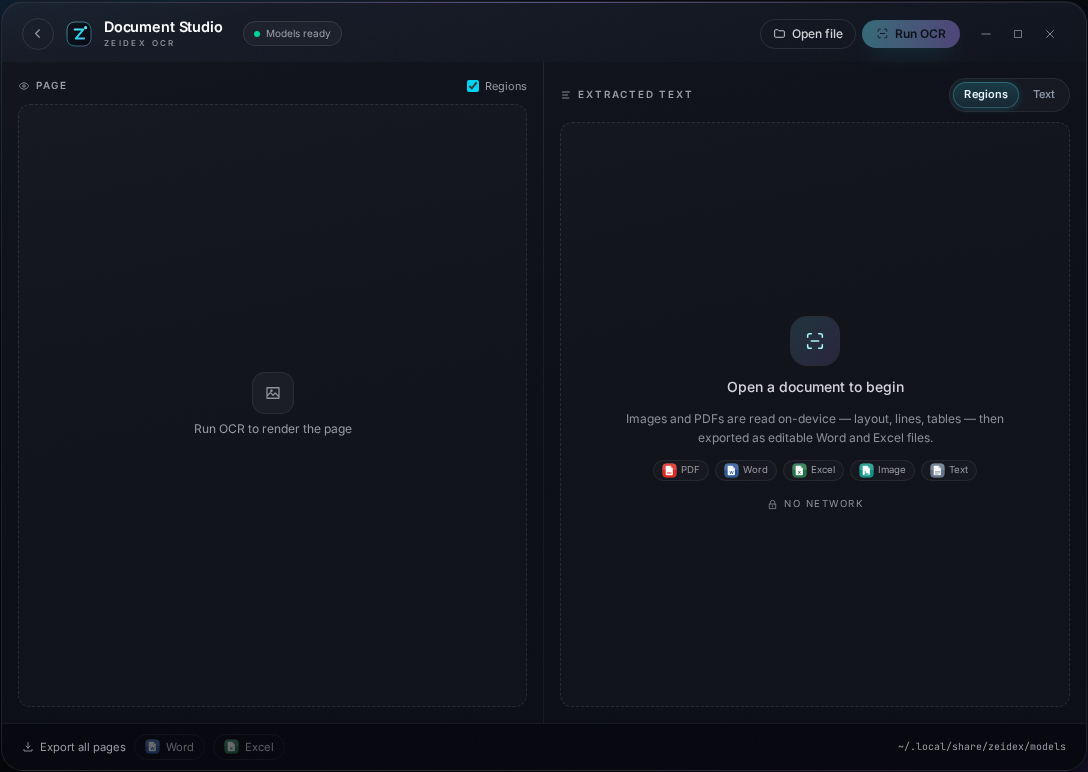 Document Studio
ZEIDEX OCR
Models ready
Open file
Run OCR
PAGE
Regions
Run OCR to render the page
EXTRACTED TEXT
Regions
Text
Open a document to begin
Images and PDFs are read on-device — layout, lines, tables — then
exported as editable Word and Excel files.
PDF
Word
Excel
Image
Text
NO NETWORK
Export all pages
Word
Excel
~/.local/share/zeidex/models